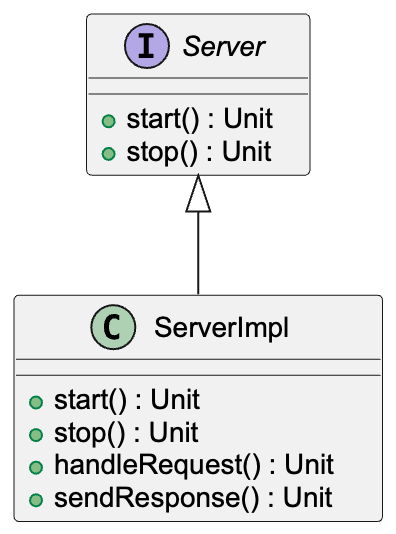 I Server
start() : Unit
stop() : Unit
C ServerImpl
start() : Unit
stop() : Unit
handleRequest() : Unit
sendResponse() : Unit